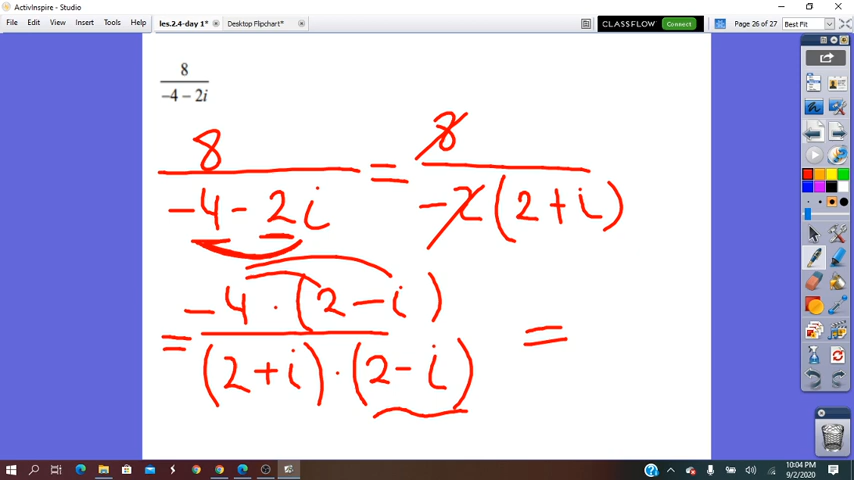 ActivInspire - Studio
File Edit View Insert Tools Help
les.2.4-day 1*
Desktop Flipchart*
CLASSFLOW Connect
Page 26 of 27 Best Fit
8
-4 - 2i
8 = 8
-4 - 2i -2(2+i)
-4 · (2-i)
= =
(2+i) · (2-i)
10:04 PM
9/2/2020